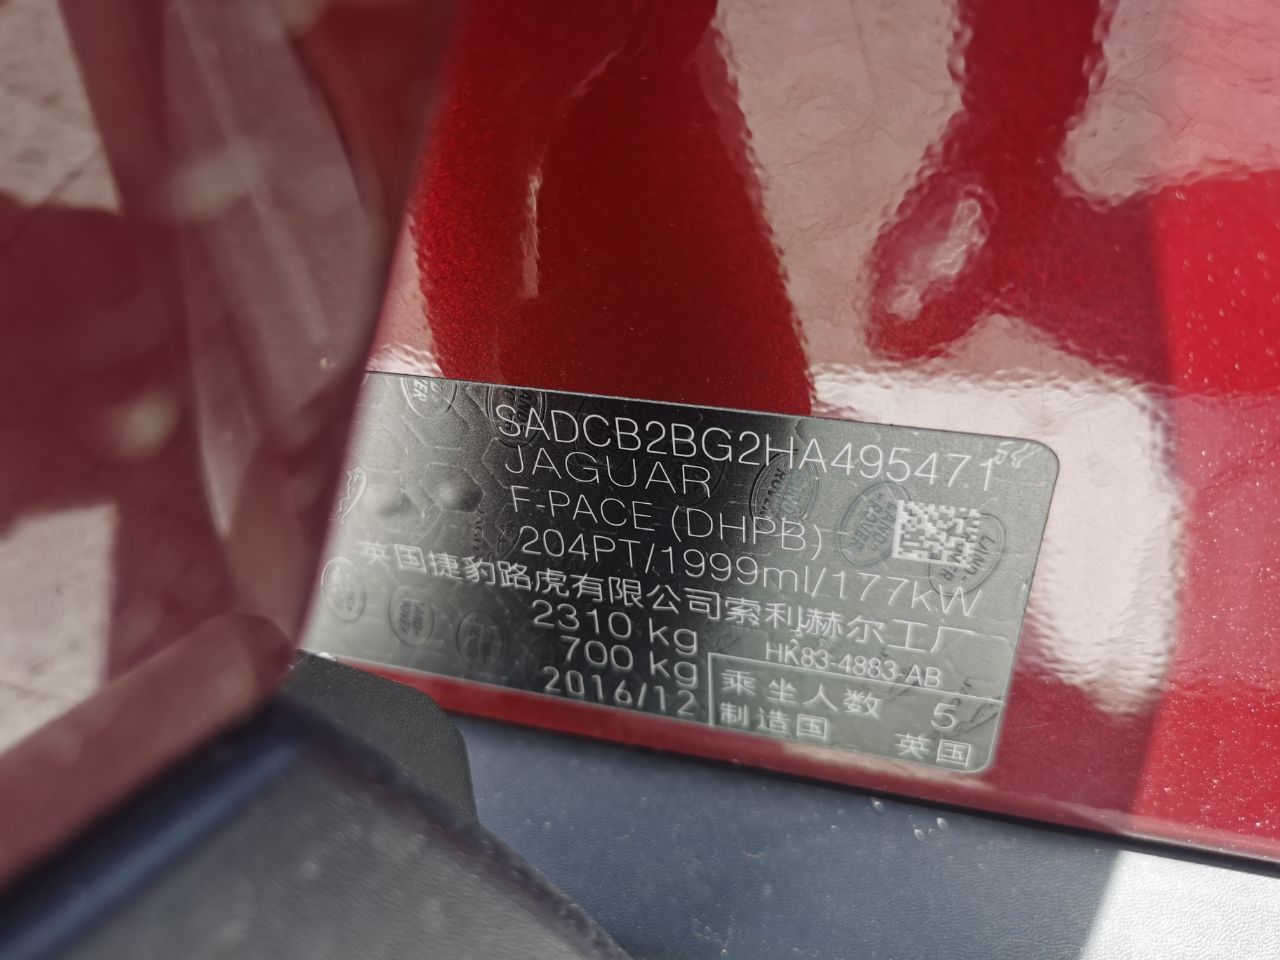 SADCB2BG2HA495471
JAGUAR
F-PACE (DHPB)
204PT/1999ml/177kW
英国捷豹路虎有限公司索利赫尔工厂
2310 kg
HK83-4883-AB
700 kg
乘坐人数 5
2016/12
制造国 英国